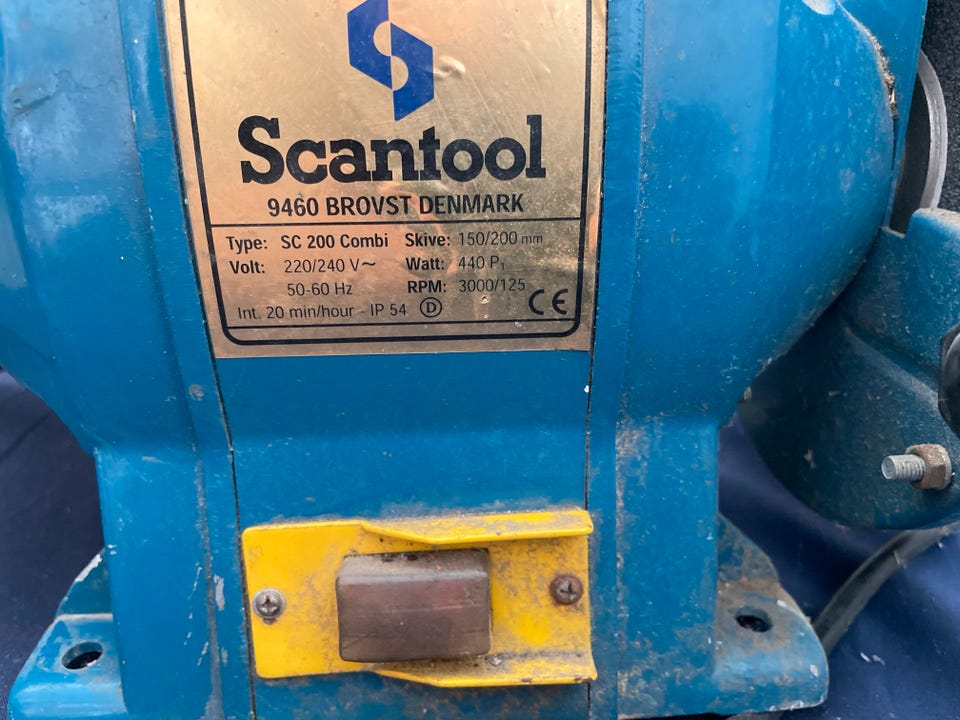 Scantool
9460 BROVST DENMARK
Type: SC 200 Combi Skive: 150/200 mm
Volt: 220/240 V~ Watt: 440 P₁
50-60 Hz RPM: 3000/125
Int. 20 min/hour - IP 54 D CE